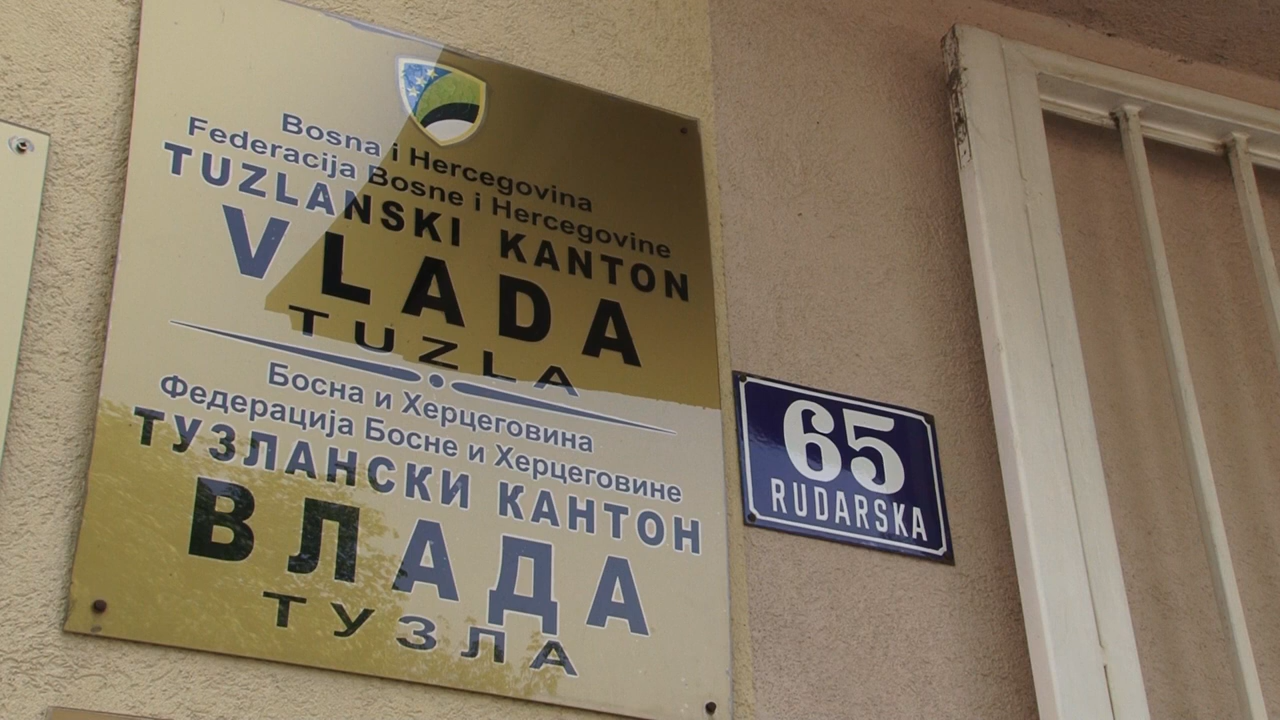 Bosna i Hercegovina
Federacija Bosne i Hercegovine
TUZLANSKI KANTON
VLADA
TUZLA
Босна и Херцеговина
Федерација Босне и Херцеговине
ТУЗЛАНСКИ КАНТОН
ВЛАДА
ТУЗЛА
65
RUDARSKA